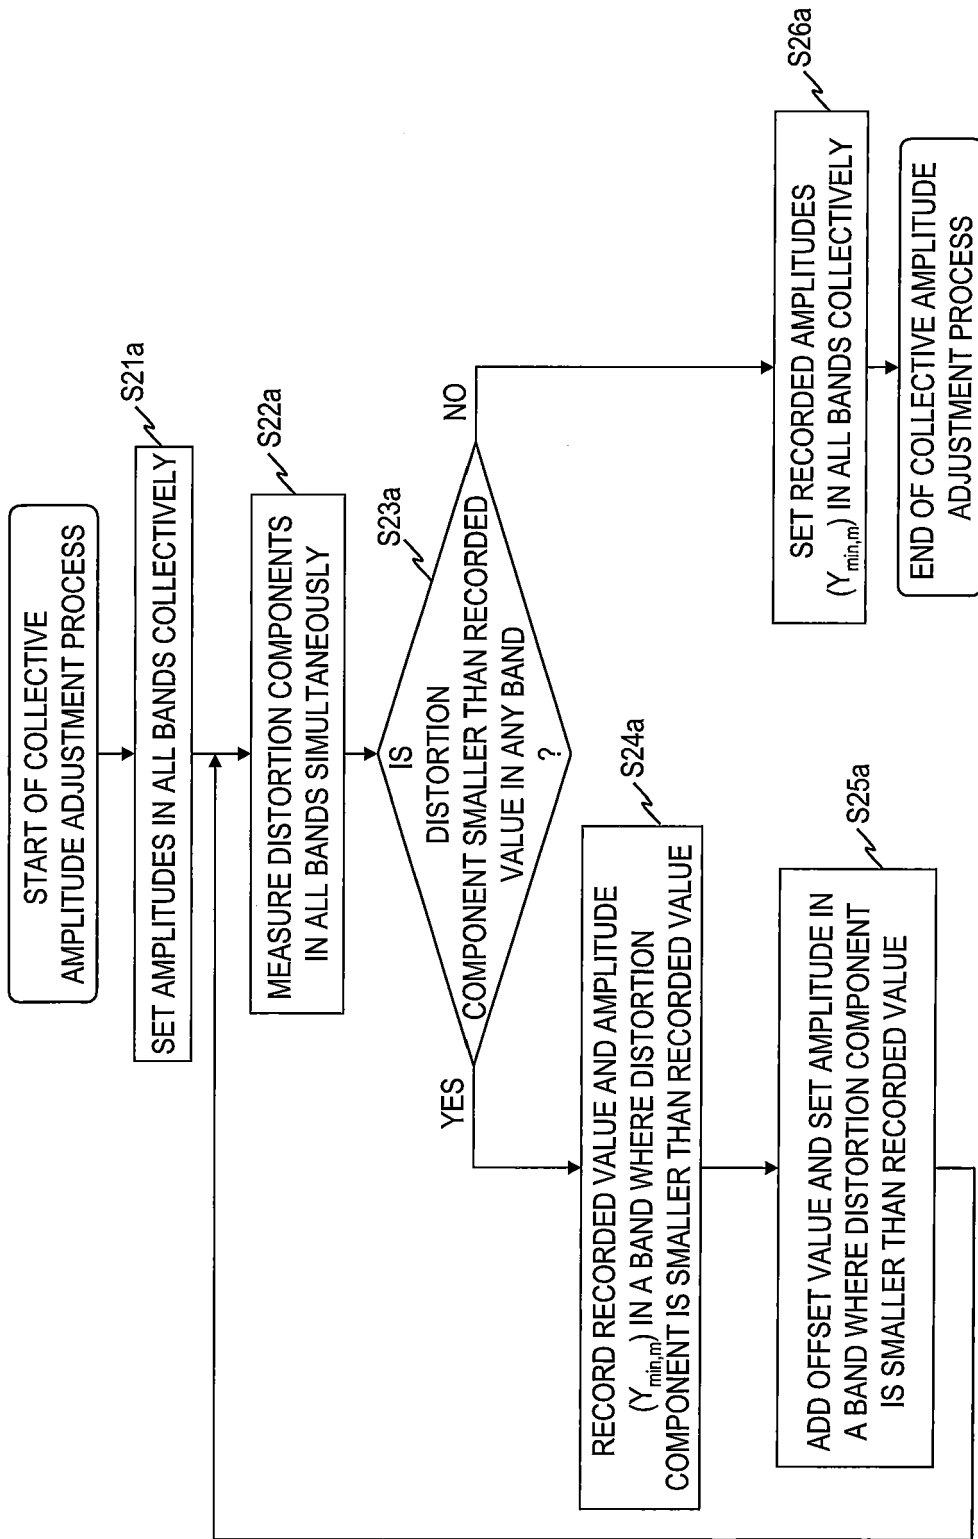 START OF COLLECTIVE
AMPLITUDE ADJUSTMENT PROCESS
S21a
SET AMPLITUDES IN ALL BANDS COLLECTIVELY
S22a
MEASURE DISTORTION COMPONENTS
IN ALL BANDS SIMULTANEOUSLY
S23a
IS
DISTORTION
COMPONENT SMALLER THAN RECORDED
VALUE IN ANY BAND
?
YES
NO
S24a
RECORD RECORDED VALUE AND AMPLITUDE
(Ymin,m) IN A BAND WHERE DISTORTION
COMPONENT IS SMALLER THAN RECORDED VALUE
S25a
ADD OFFSET VALUE AND SET AMPLITUDE IN
A BAND WHERE DISTORTION COMPONENT
IS SMALLER THAN RECORDED VALUE
S26a
SET RECORDED AMPLITUDES
(Ymin,m) IN ALL BANDS COLLECTIVELY
END OF COLLECTIVE AMPLITUDE
ADJUSTMENT PROCESS